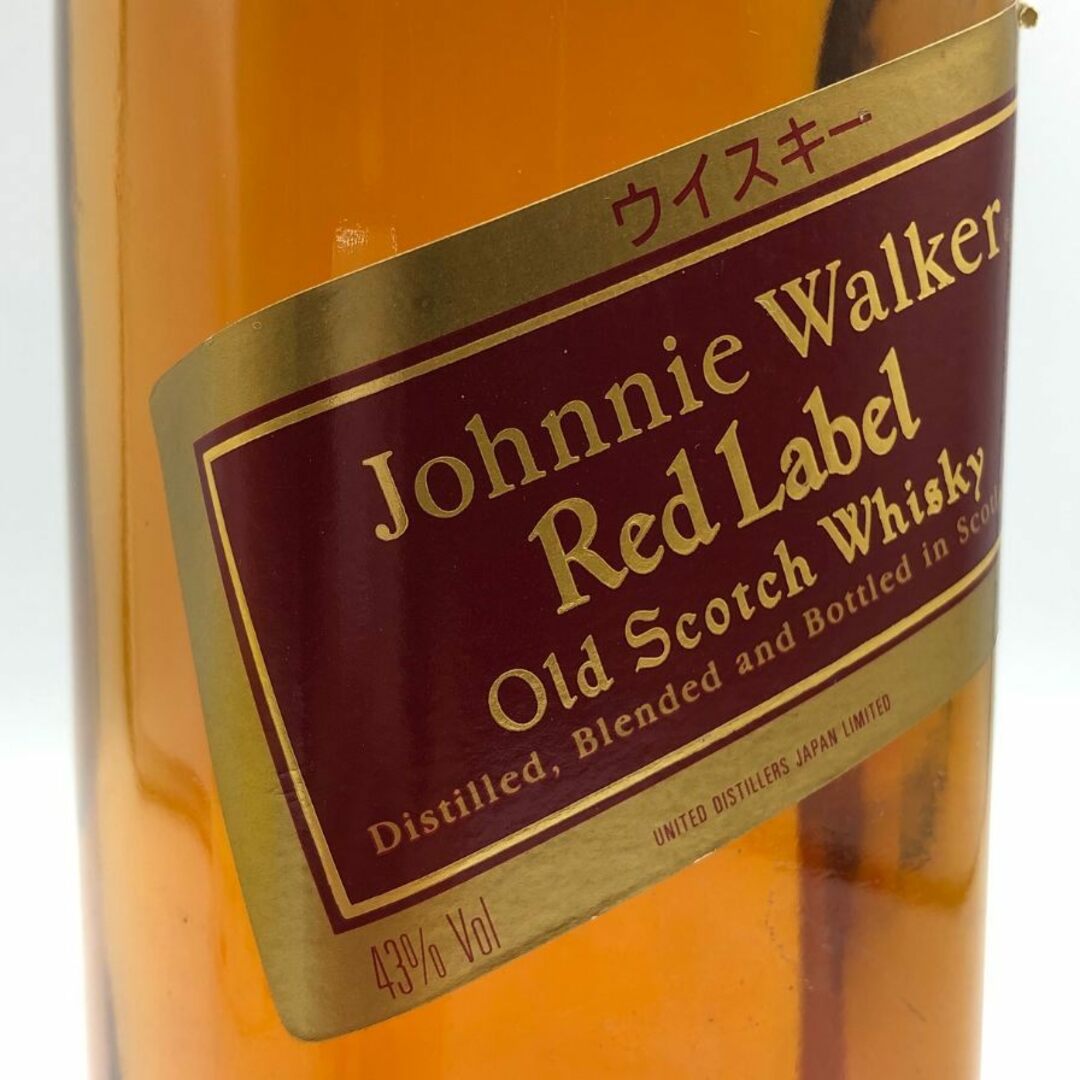 ウイスキー
Johnnie Walker
Red Label
Old Scotch Whisky
Distilled, Blended and Bottled in
UNITED DISTILLERS JAPAN LIMITED
43% Vol